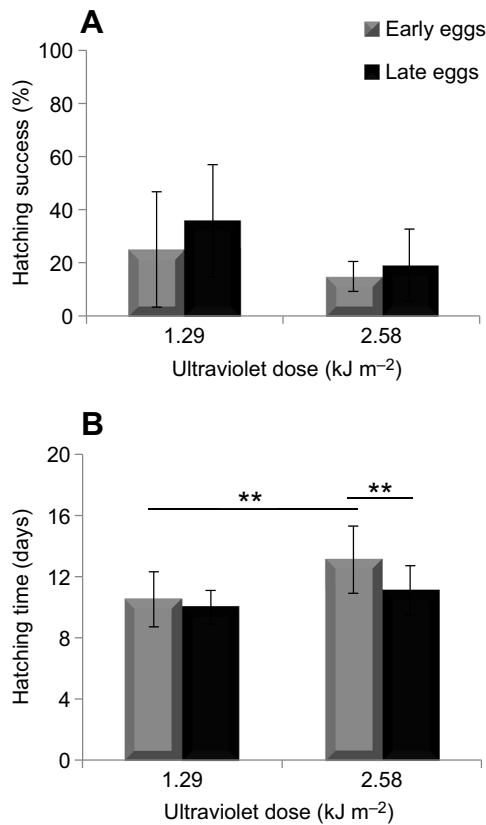 A
Early eggs
Late eggs
Hatching success (%)
100
80
60
40
20
0
1.29 2.58
Ultraviolet dose (kJ m–2)
B
Hatching time (days)
20
16
12
8
4
0
** **
1.29 2.58
Ultraviolet dose (kJ m–2)